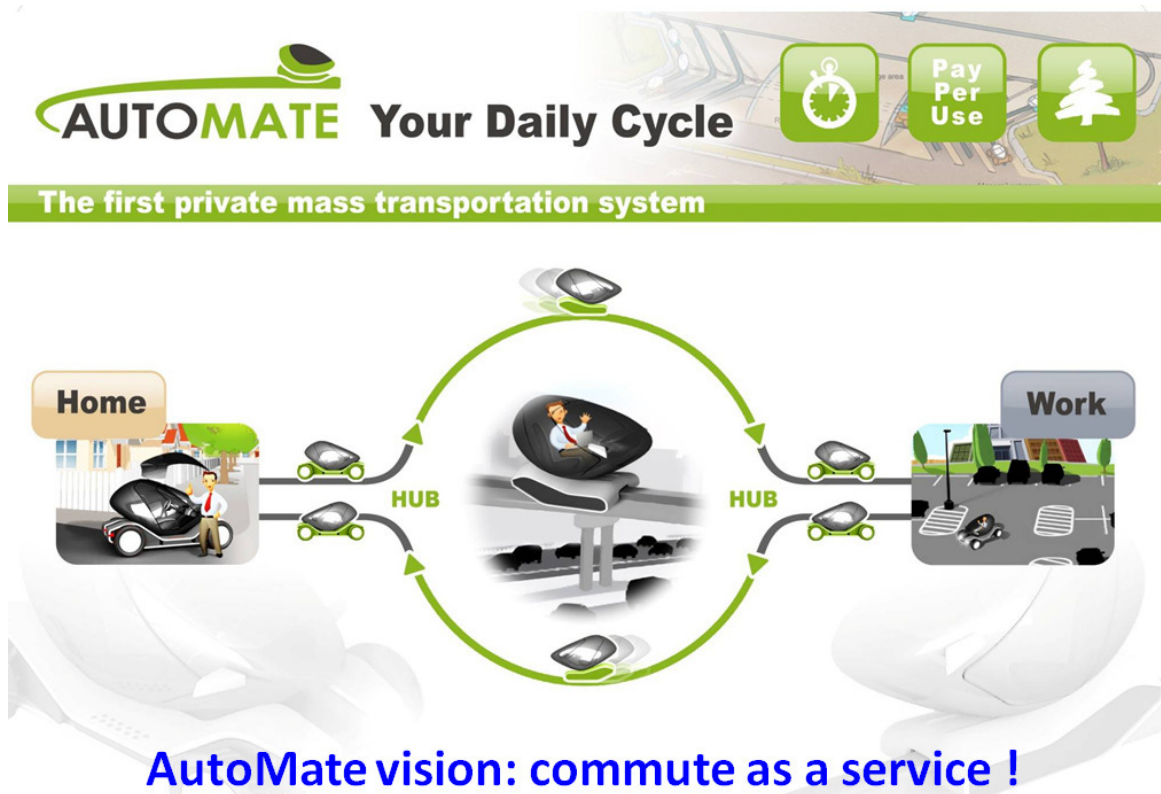 AUTOMATE Your Daily Cycle
Pay
Per
Use
The first private mass transportation system
Home
Work
HUB
HUB
AutoMate vision: commute as a service !